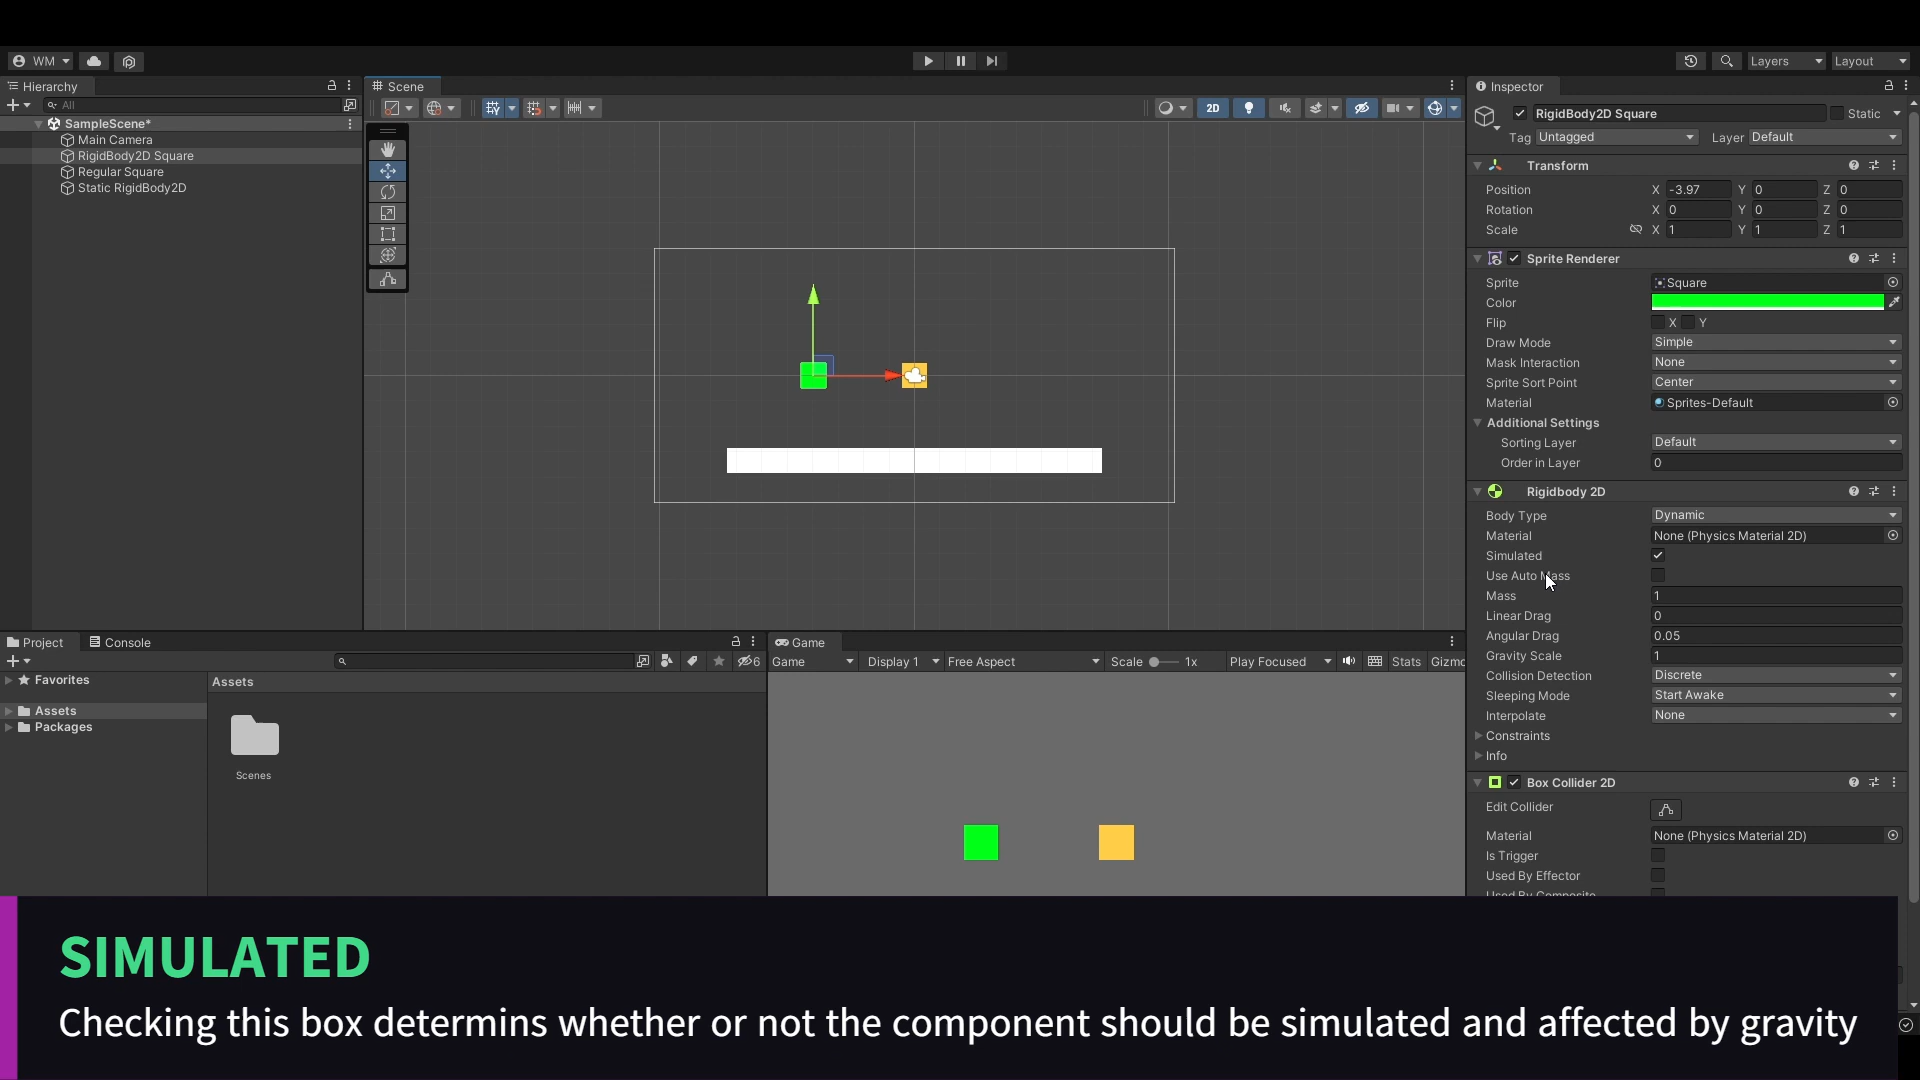 WM
Layers
Layout
Hierarchy
All
SampleScene*
Main Camera
RigidBody2D Square
Regular Square
Static RigidBody2D
Scene
2D
Inspector
RigidBody2D Square
Static
Tag Untagged Layer Default
Transform
Position X -3.97 Y 0 Z 0
Rotation X 0 Y 0 Z 0
Scale X 1 Y 1 Z 1
Sprite Renderer
Sprite Square
Color
Flip X Y
Draw Mode Simple
Mask Interaction None
Sprite Sort Point Center
Material Sprites-Default
Additional Settings
Sorting Layer Default
Order in Layer 0
Rigidbody 2D
Body Type Dynamic
Material None (Physics Material 2D)
Simulated
Use Auto Mass
Mass 1
Linear Drag 0
Angular Drag 0.05
Gravity Scale 1
Collision Detection Discrete
Sleeping Mode Start Awake
Interpolate None
Constraints
Info
Box Collider 2D
Edit Collider
Material None (Physics Material 2D)
Is Trigger
Used By Effector
Used By Composite
Project Console
6
Favorites
Assets
Packages
Assets
Scenes
Game
Game Display 1 Free Aspect Scale 1x Play Focused Stats Gizmo
SIMULATED
Checking this box determins whether or not the component should be simulated and affected by gravity